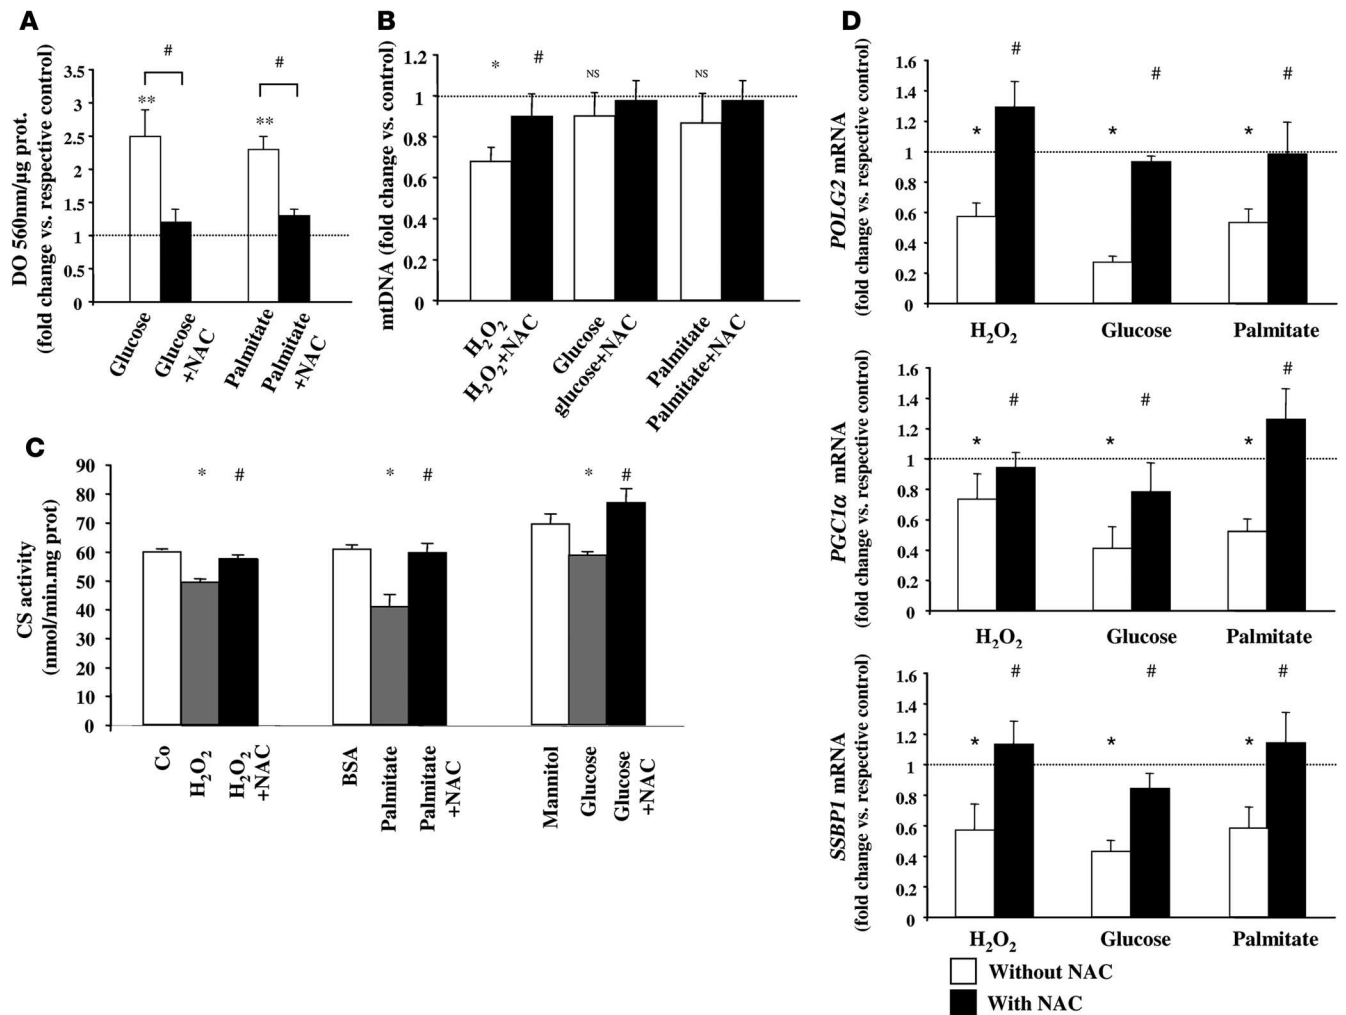 A
DO 560nm/µg prot.
(fold change vs. respective control)
3.5
3
2.5
2
1.5
1
0.5
0
#
#
**
**
Glucose
Glucose
+NAC
Palmitate
Palmitate
+NAC
B
mtDNA (fold change vs. control)
1.2
1
0.8
0.6
0.4
0.2
0
*
#
NS
NS
H₂O₂
H₂O₂+NAC
Glucose
glucose+NAC
Palmitate
Palmitate+NAC
C
CS activity
(nmol/min.mg prot)
90
80
70
60
50
40
30
20
10
0
*
#
*
#
*
#
Co
H₂O₂
H₂O₂
+NAC
BSA
Palmitate
Palmitate
+NAC
Mannitol
Glucose
Glucose
+NAC
D
POLG2 mRNA
(fold change vs. respective control)
1.6
1.4
1.2
1
0.8
0.6
0.4
0.2
0
*
#
*
#
*
#
H₂O₂
Glucose
Palmitate
PGC1α mRNA
(fold change vs. respective control)
1.6
1.4
1.2
1
0.8
0.6
0.4
0.2
0
*
#
*
#
*
#
H₂O₂
Glucose
Palmitate
SSBP1 mRNA
(fold change vs. respective control)
1.6
1.4
1.2
1
0.8
0.6
0.4
0.2
0
*
#
*
#
*
#
H₂O₂
Glucose
Palmitate
Without NAC
With NAC